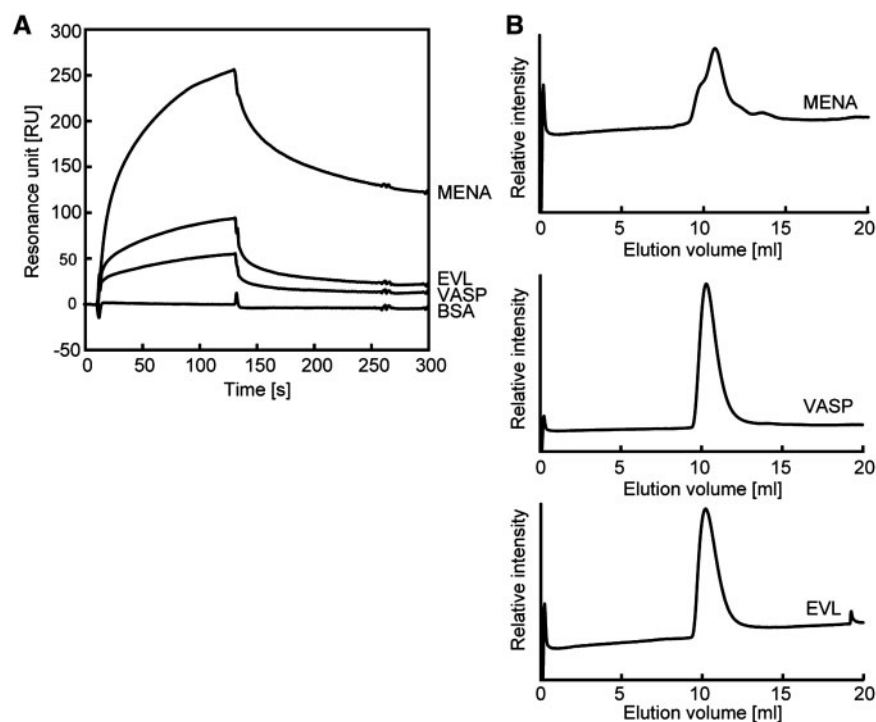 A
Resonance unit [RU]
300
250
200
150
100
50
0
-50
MENA
EVL
VASP
BSA
0 50 100 150 200 250 300
Time [s]
B
Relative intensity
MENA
0 5 10 15 20
Elution volume [ml]
Relative intensity
VASP
0 5 10 15 20
Elution volume [ml]
Relative intensity
EVL
0 5 10 15 20
Elution volume [ml]